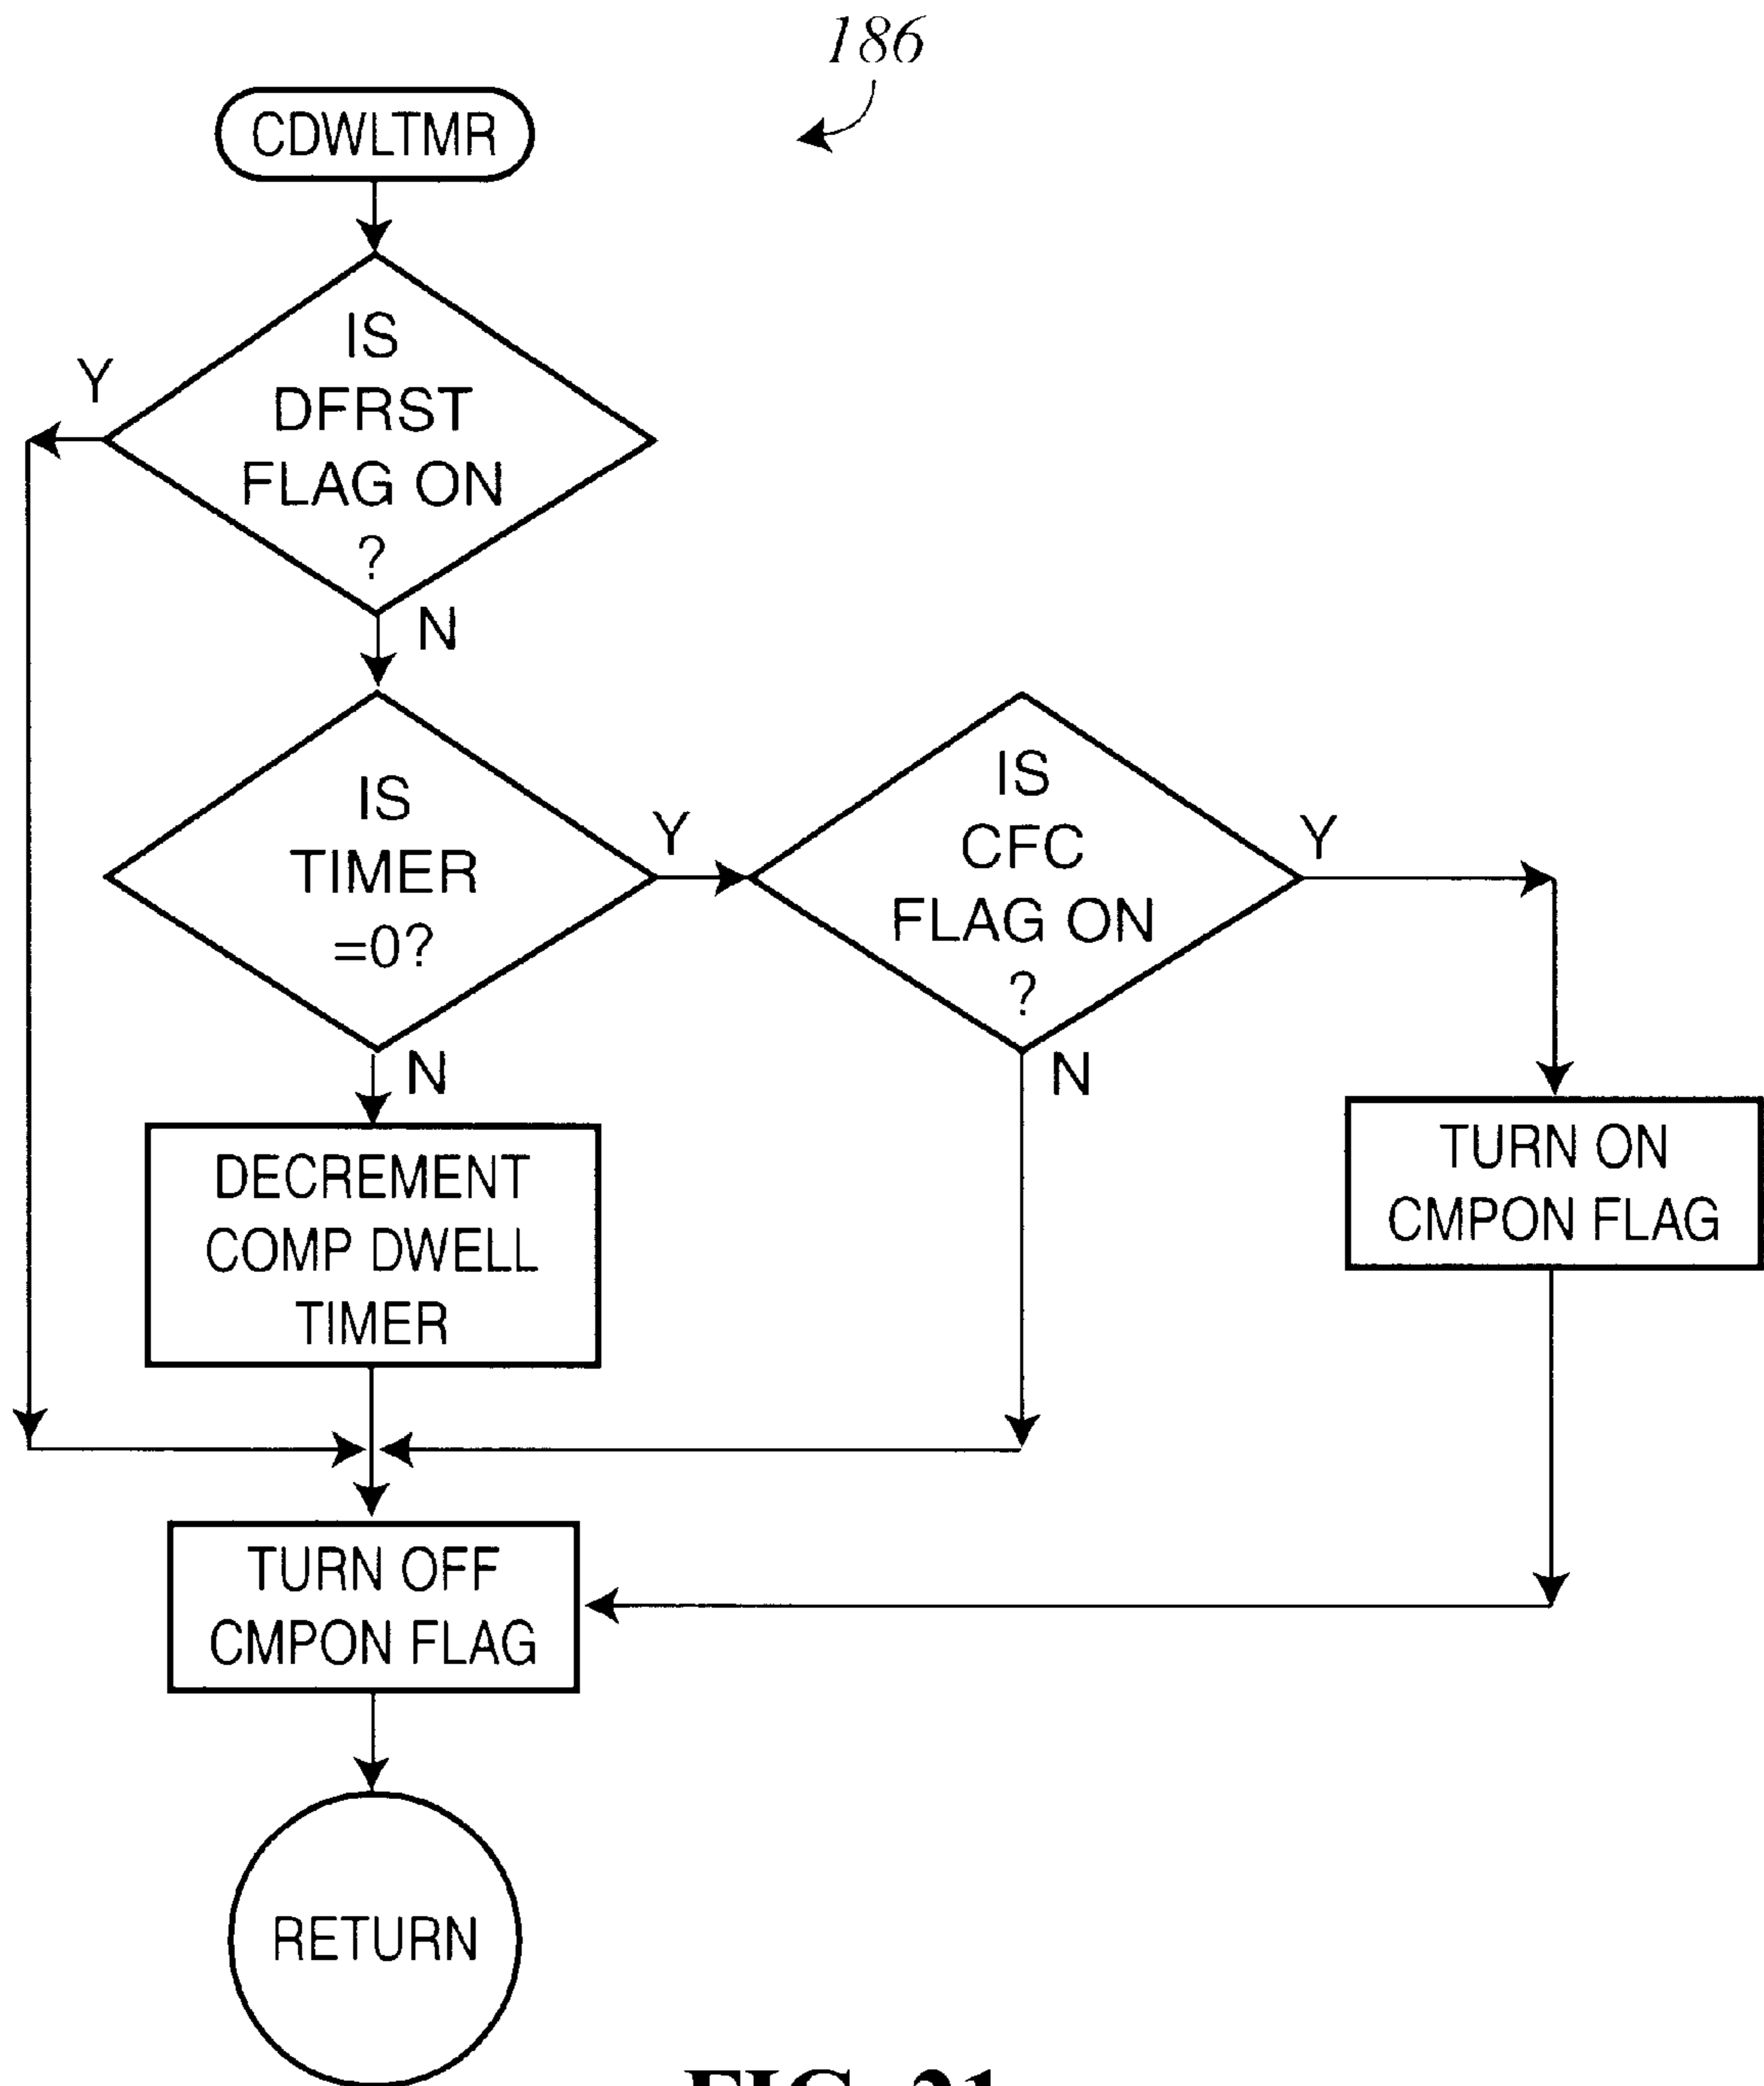 186
CDWLTMR
IS
DFRST
FLAG ON
?
Y
N
IS
TIMER
=0?
Y
N
IS
CFC
FLAG ON
?
Y
N
DECREMENT
COMP DWELL
TIMER
TURN ON
CMPON FLAG
TURN OFF
CMPON FLAG
RETURN